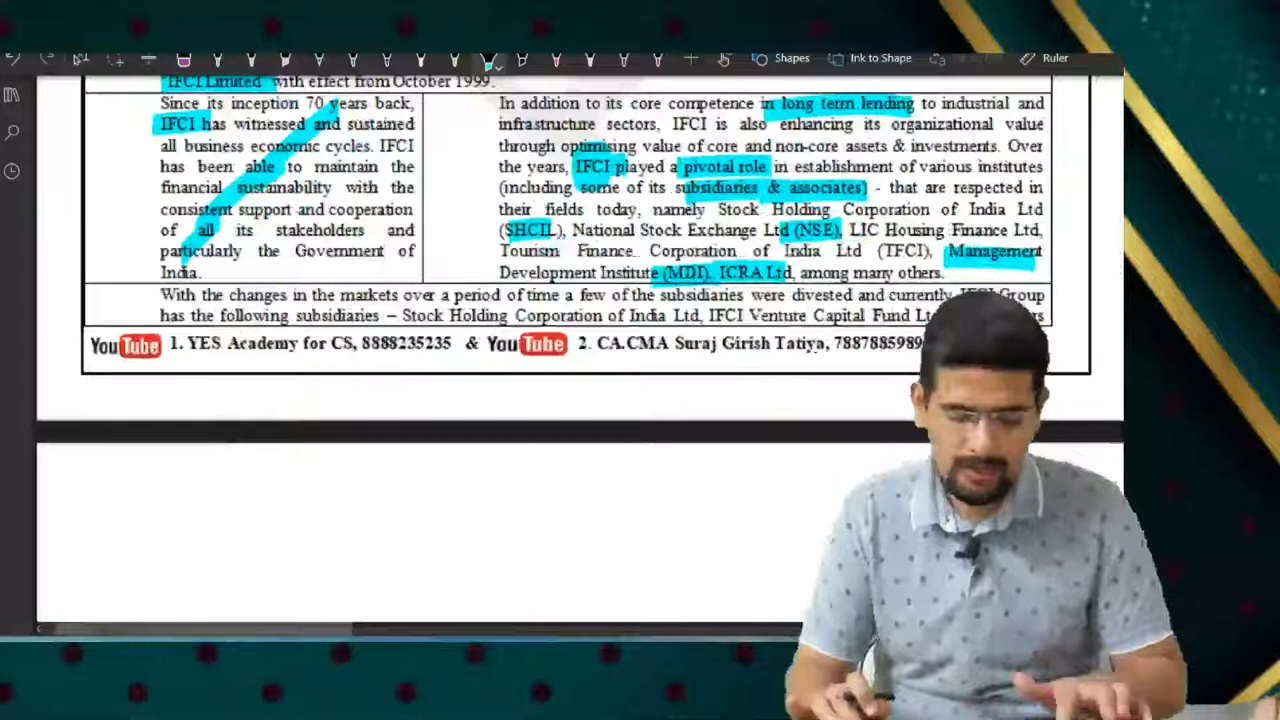 Shapes
Ink to Shape
Ruler
IFCI Limited with effect from October 1999.
Since its inception 70 years back,
IFCI has witnessed and sustained
all business economic cycles. IFCI
has been able to maintain the
financial sustainability with the
consistent support and cooperation
of all its stakeholders and
particularly the Government of
India.
In addition to its core competence in long term lending to industrial and
infrastructure sectors, IFCI is also enhancing its organizational value
through optimising value of core and non-core assets & investments. Over
the years, IFCI played a pivotal role in establishment of various institutes
(including some of its subsidiaries & associates) - that are respected in
their fields today, namely Stock Holding Corporation of India Ltd
(SHCIL), National Stock Exchange Ltd (NSE), LIC Housing Finance Ltd,
Tourism Finance Corporation of India Ltd (TFCI), Management
Development Institute (MDI), ICRA Ltd, among many others.
With the changes in the markets over a period of time a few of the subsidiaries were divested and currently, IFCI Group
has the following subsidiaries – Stock Holding Corporation of India Ltd, IFCI Venture Capital Fund
YouTube 1. YES Academy for CS, 8888235235 & YouTube 2. CA.CMA Suraj Girish Tatiya, 7887885989